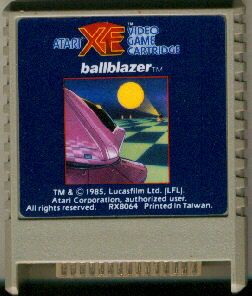 ATARI XE VIDEO
GAME
CARTRIDGE
ballblazer™
TM & © 1985, Lucasfilm Ltd. [LFL].
Atari Corporation, authorized user.
All rights reserved. RX8064 Printed in Taiwan.